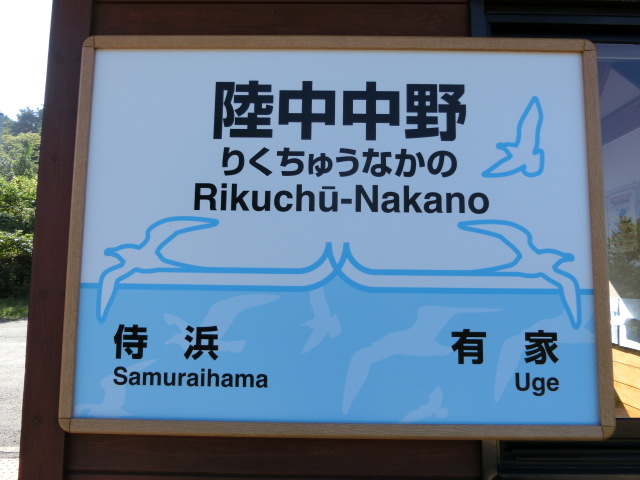 陸中中野
りくちゅうなかの
Rikuchū-Nakano
侍浜 有家
Samuraihama Uge